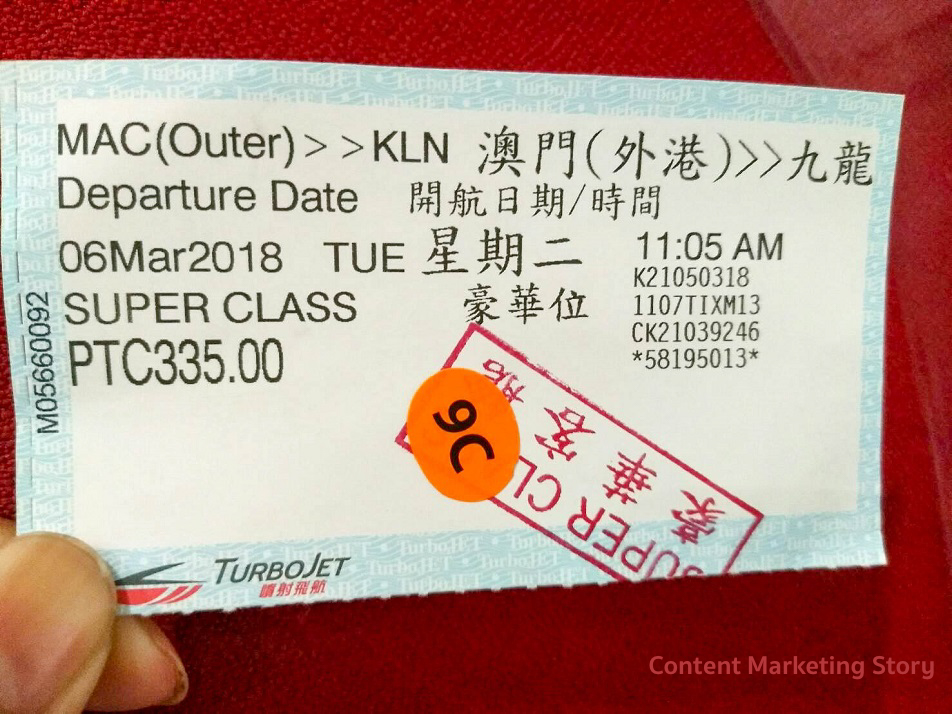 MAC(Outer)>>KLN 澳門(外港)>>九龍
Departure Date 開航日期/時間
06Mar2018 TUE 星期二 11:05 AM
K21050318
SUPER CLASS 豪華位 1107TIXM13
CK21039246
PTC335.00 *58195013*
M05660092
9C
SUPER CL
豪華客船
TURBOJET
噴射飛航
Content Marketing Story